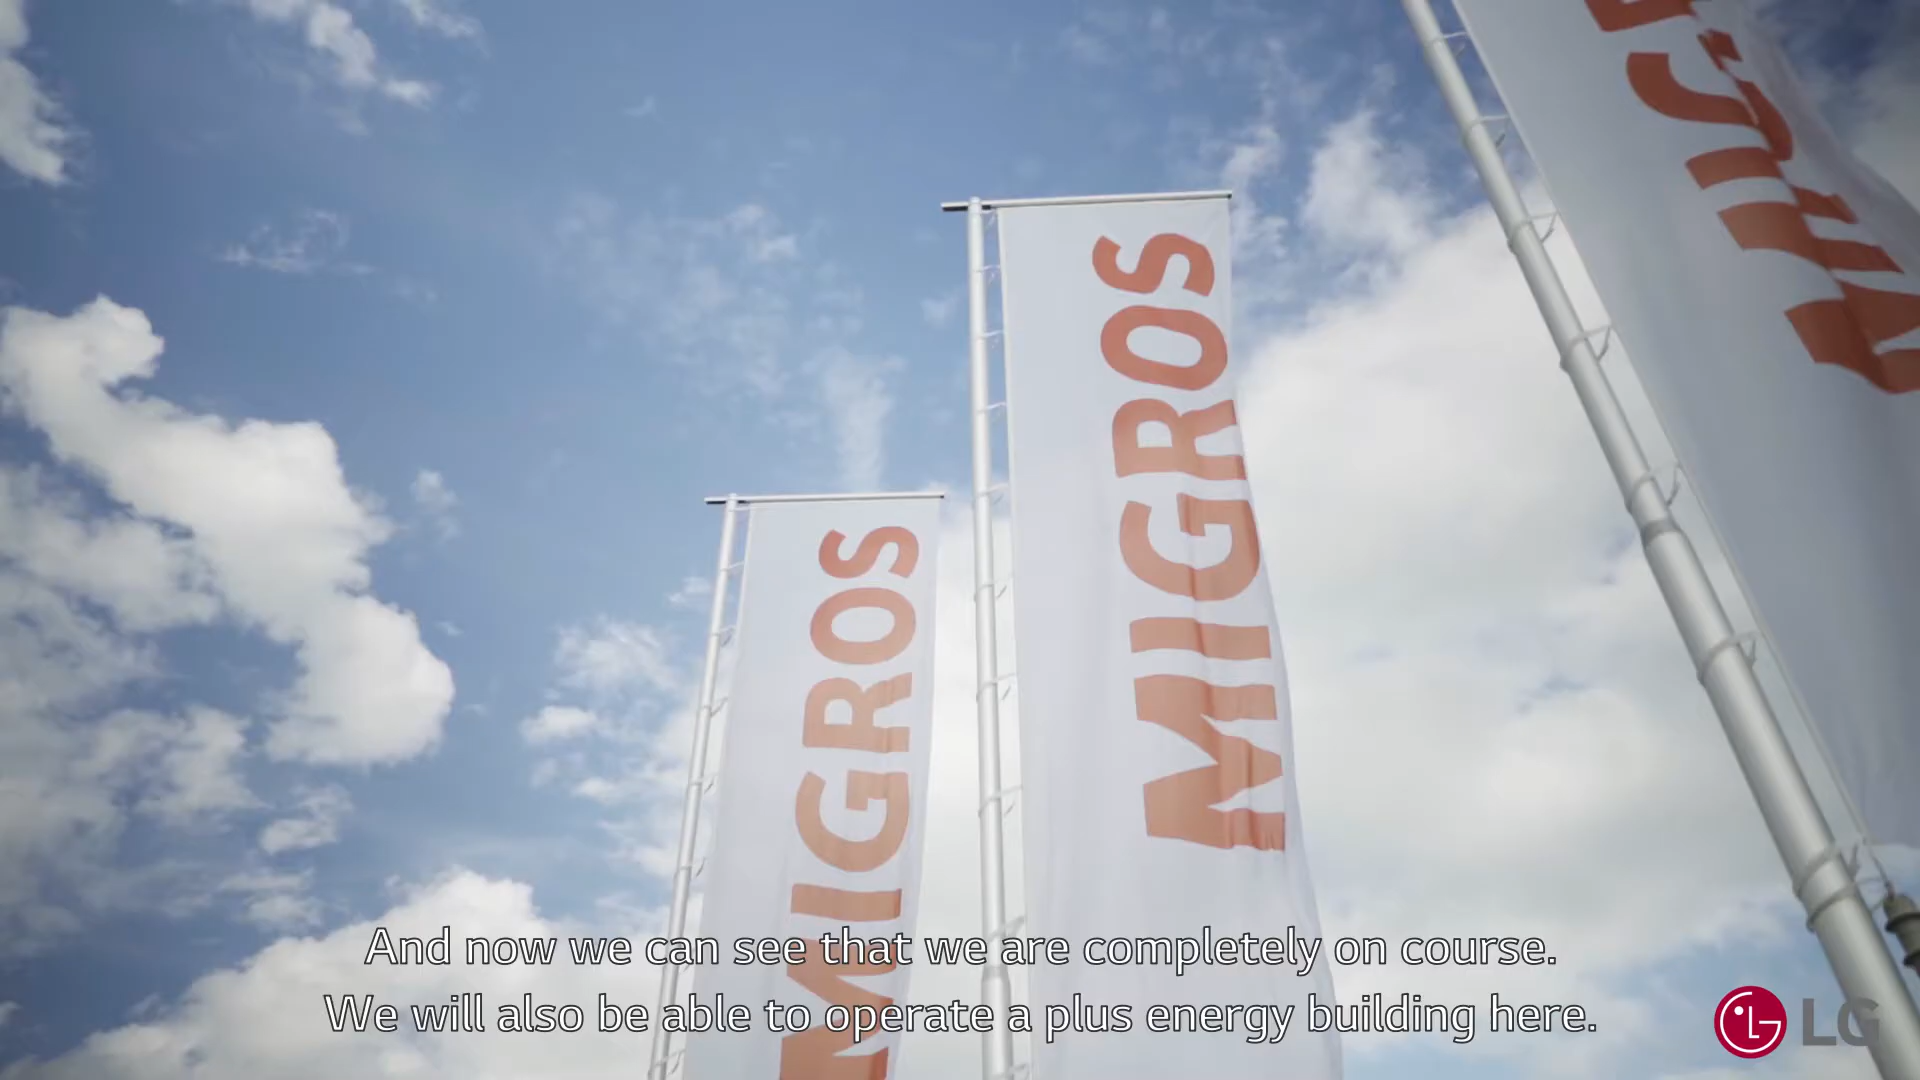 MIGROS
MIGROS
MIGR
And now we can see that we are completely on course.
We will also be able to operate a plus energy building here.
LG